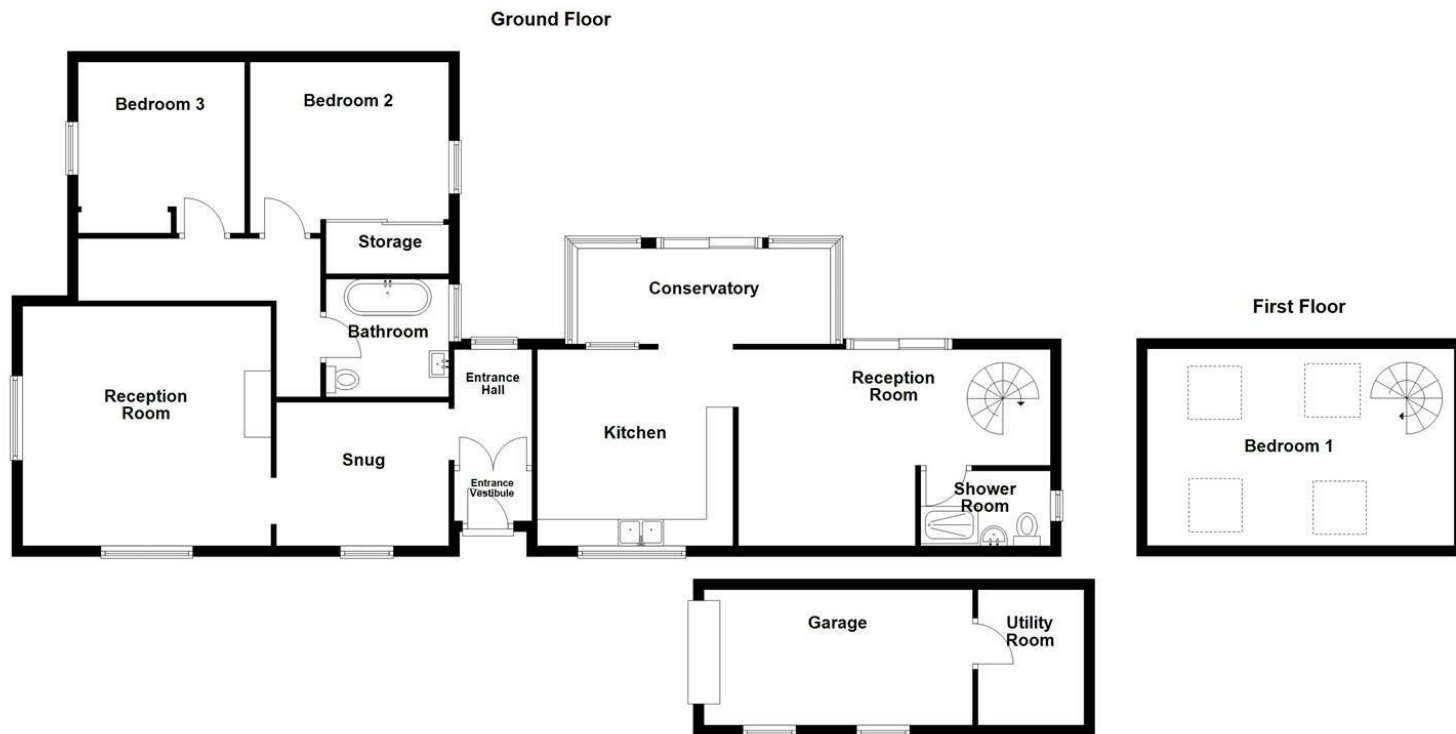 Ground Floor
Bedroom 3
Bedroom 2
Storage
Conservatory
First Floor
Bathroom
Entrance
Hall
Reception
Room
Reception
Room
Kitchen
Snug
Bedroom 1
Entrance
Vestibule
Shower
Room
Garage
Utility
Room